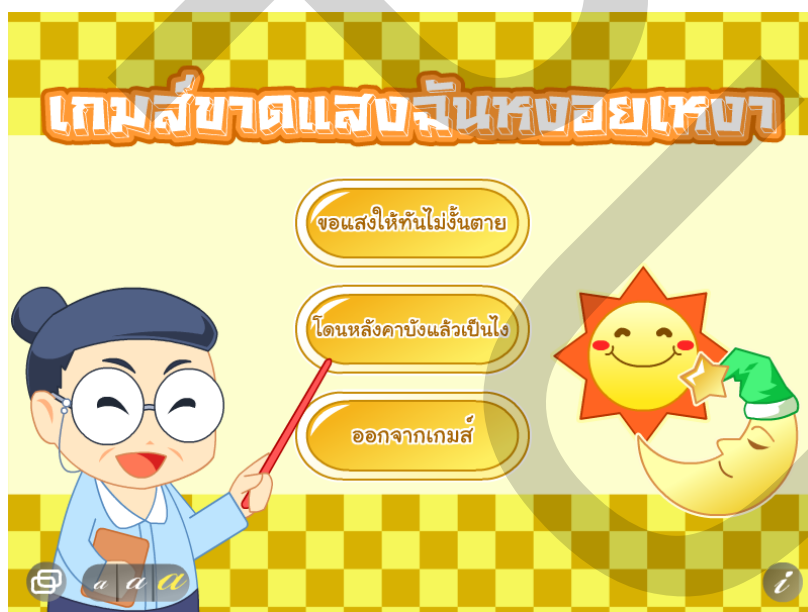 เกมส์ขาดแสงฉันหงอยเหงา
ขอแสงให้ทันไม่งั้นตาย
โดนหลังคาบังแล้วเป็นไง
ออกจากเกมส์
a a a
i